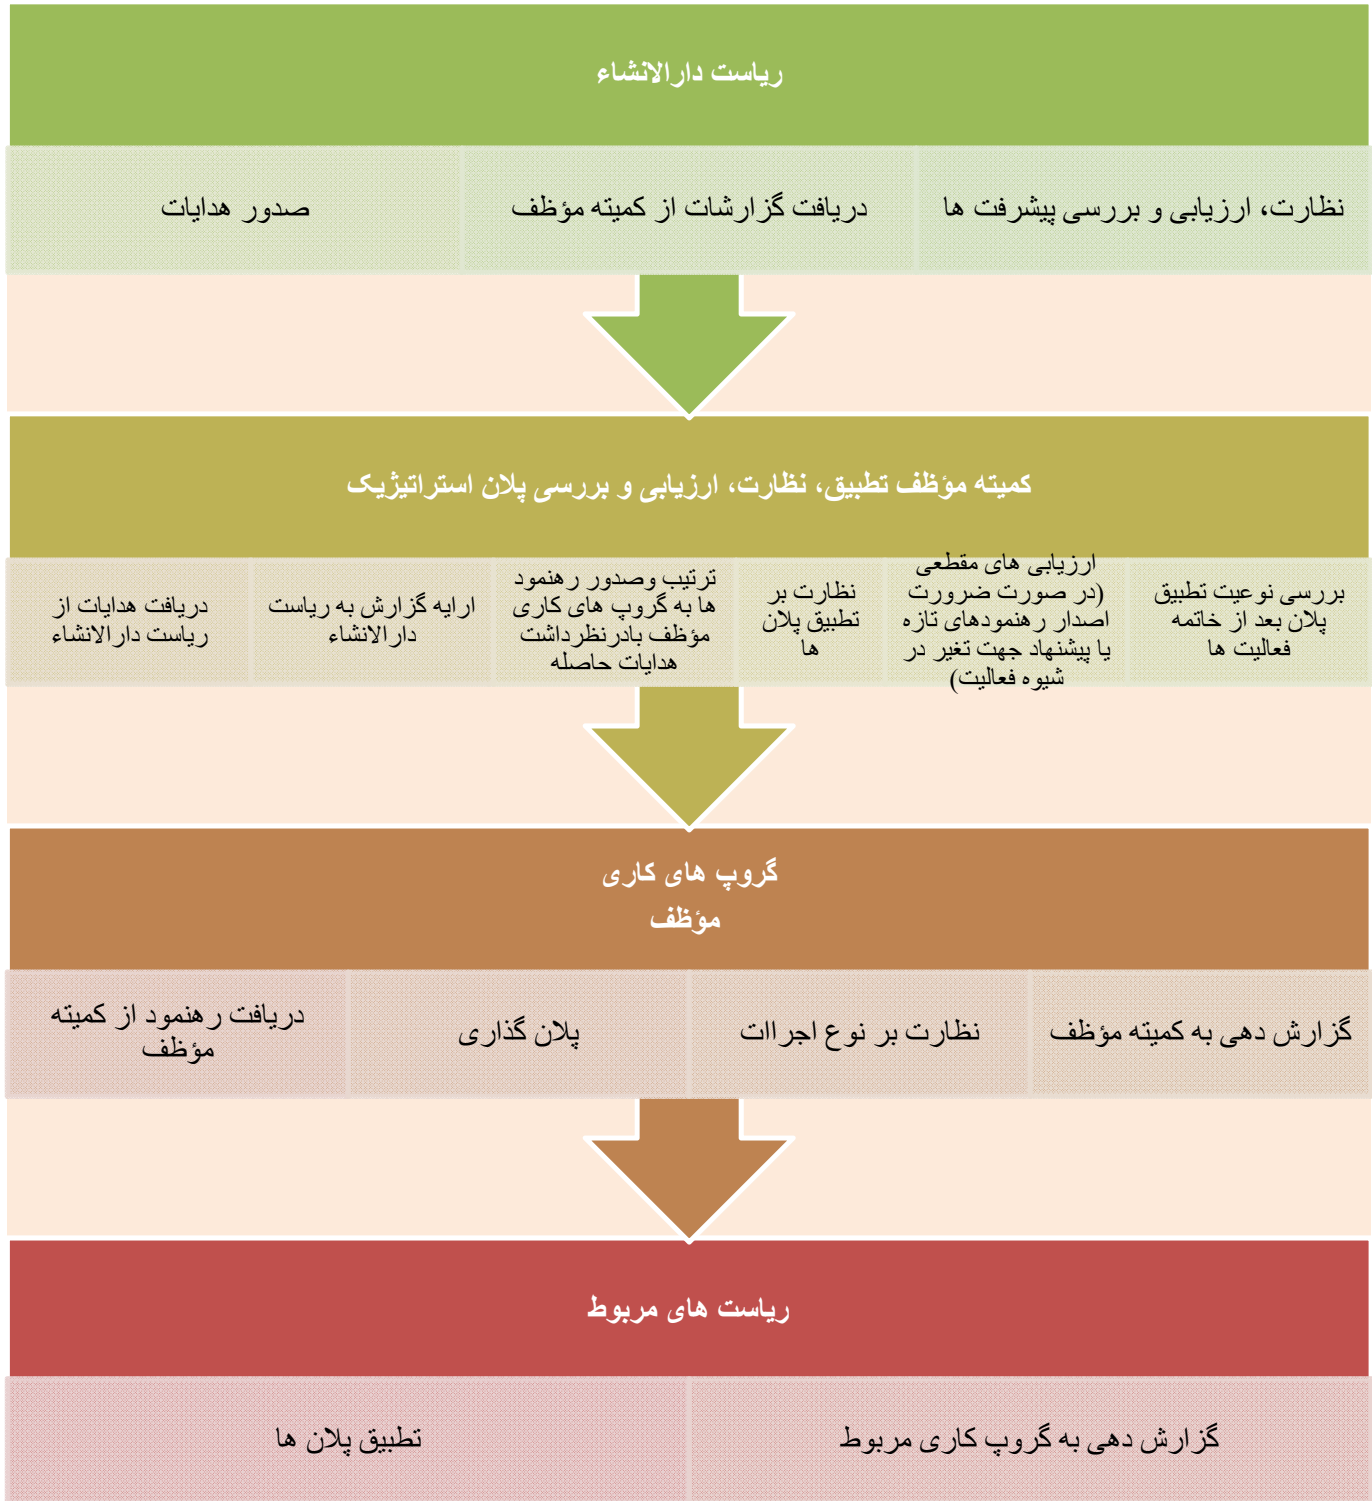 ریاست دارالانشاء
نظارت، ارزیابی و بررسی پیشرفت ها
دریافت گزارشات از کمیته مؤظف
صدور هدایات
کمیته مؤظف تطبیق، نظارت، ارزیابی و بررسی پلان استراتیژیک
بررسی نوعیت تطبیق
پلان بعد از خاتمه
فعالیت ها
ارزیابی های مقطعی
(در صورت ضرورت
اصدار رهنمودهای تازه
یا پیشنهاد جهت تغیر در
شیوه فعالیت)
نظارت بر
تطبیق پلان
ها
ترتیب وصدور رهنمود
ها به گروپ های کاری
مؤظف بادرنظرداشت
هدایات حاصله
ارایه گزارش به ریاست
دارالانشاء
دریافت هدایات از
ریاست دارالانشاء
گروپ های کاری
مؤظف
گزارش دهی به کمیته مؤظف
نظارت بر نوع اجراات
پلان گذاری
دریافت رهنمود از کمیته
مؤظف
ریاست های مربوط
گزارش دهی به گروپ کاری مربوط
تطبیق پلان ها